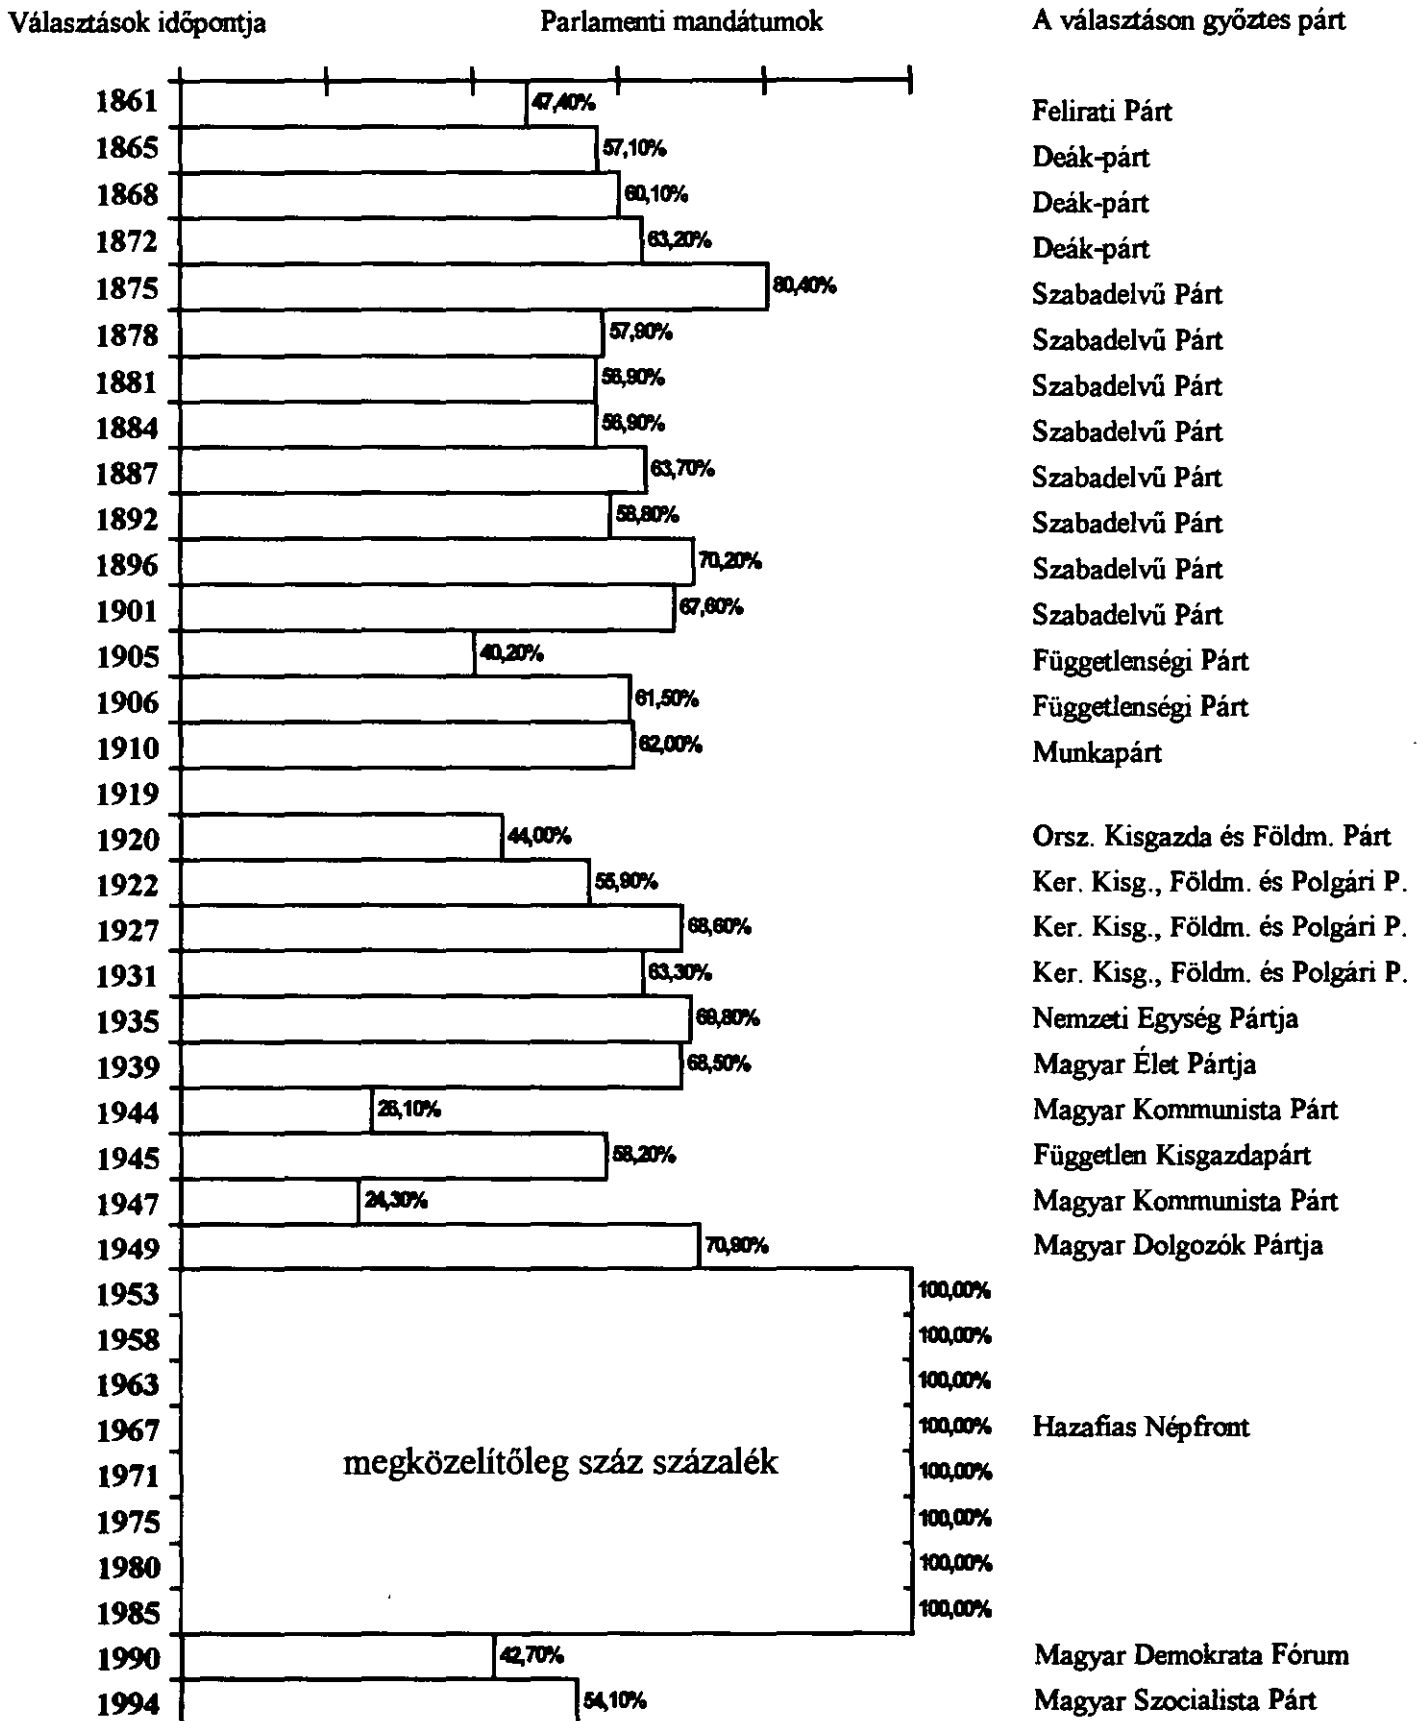 Választások időpontja Parlamenti mandátumok A választáson győztes párt
1861 47,40% Felirati Párt
1865 57,10% Deák-párt
1868 60,10% Deák-párt
1872 63,20% Deák-párt
1875 80,40% Szabadelvű Párt
1878 57,90% Szabadelvű Párt
1881 56,90% Szabadelvű Párt
1884 56,90% Szabadelvű Párt
1887 63,70% Szabadelvű Párt
1892 58,80% Szabadelvű Párt
1896 70,20% Szabadelvű Párt
1901 67,60% Szabadelvű Párt
1905 40,20% Függetlenségi Párt
1906 61,50% Függetlenségi Párt
1910 62,00% Munkapárt
1919
1920 44,00% Orsz. Kisgazda és Földm. Párt
1922 55,90% Ker. Kisg., Földm. és Polgári P.
1927 68,60% Ker. Kisg., Földm. és Polgári P.
1931 63,30% Ker. Kisg., Földm. és Polgári P.
1935 69,80% Nemzeti Egység Pártja
1939 68,50% Magyar Élet Pártja
1944 26,10% Magyar Kommunista Párt
1945 58,20% Független Kisgazdapárt
1947 24,30% Magyar Kommunista Párt
1949 70,90% Magyar Dolgozók Pártja
1953 100,00%
1958 100,00%
1963 100,00%
1967 100,00% Hazafias Népfront
megközelítőleg száz százalék
1971 100,00%
1975 100,00%
1980 100,00%
1985 100,00%
1990 42,70% Magyar Demokrata Fórum
1994 54,10% Magyar Szocialista Párt